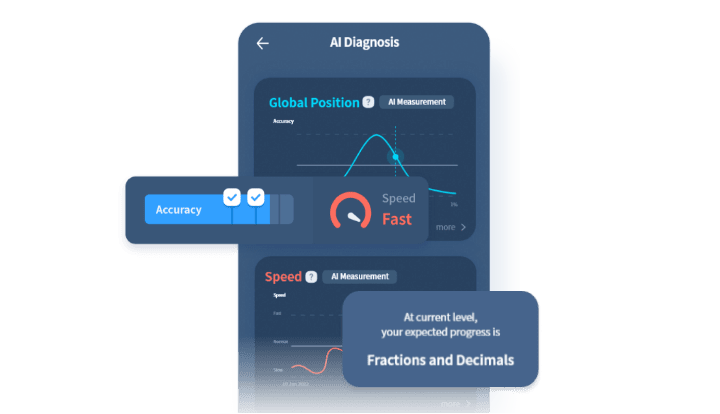 AI Diagnosis
Global Position ? AI Measurement
Accuracy
Accuracy
Speed
Fast
more
Speed ? AI Measurement
Speed
Fast
Normal
Slow
At current level,
your expected progress is
Fractions and Decimals
more